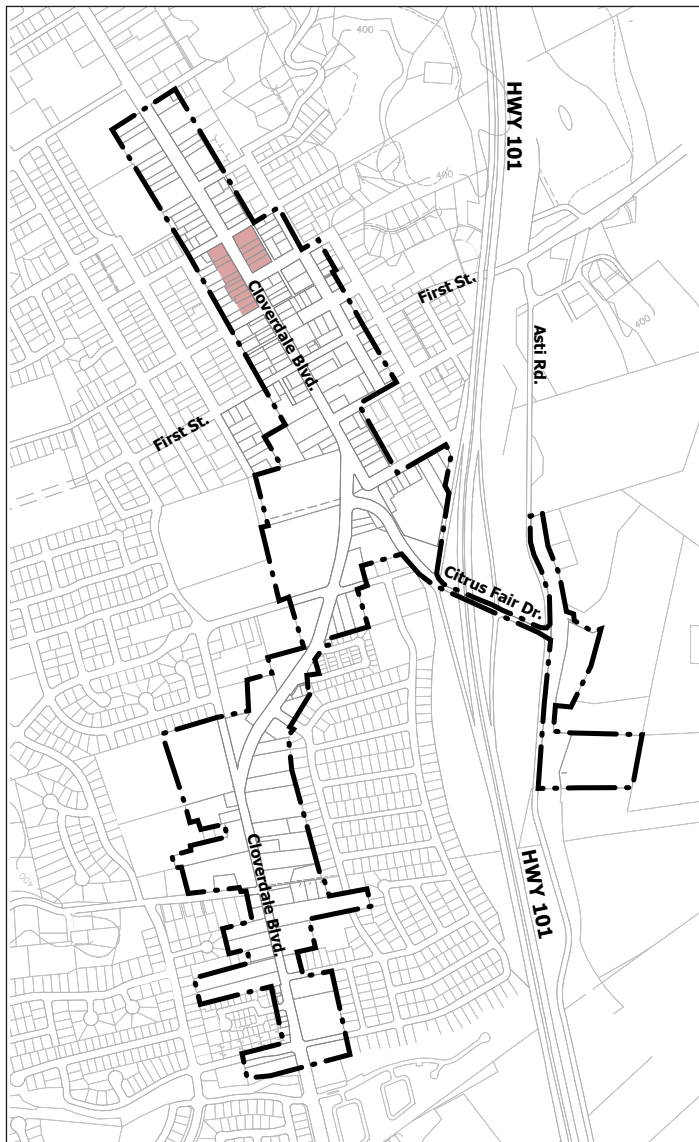 400
HWY 101
400
First St.
400
Asti Rd.
Cloverdale Blvd.
First St.
Citrus Fair Dr.
Cloverdale Blvd.
HWY 101
400